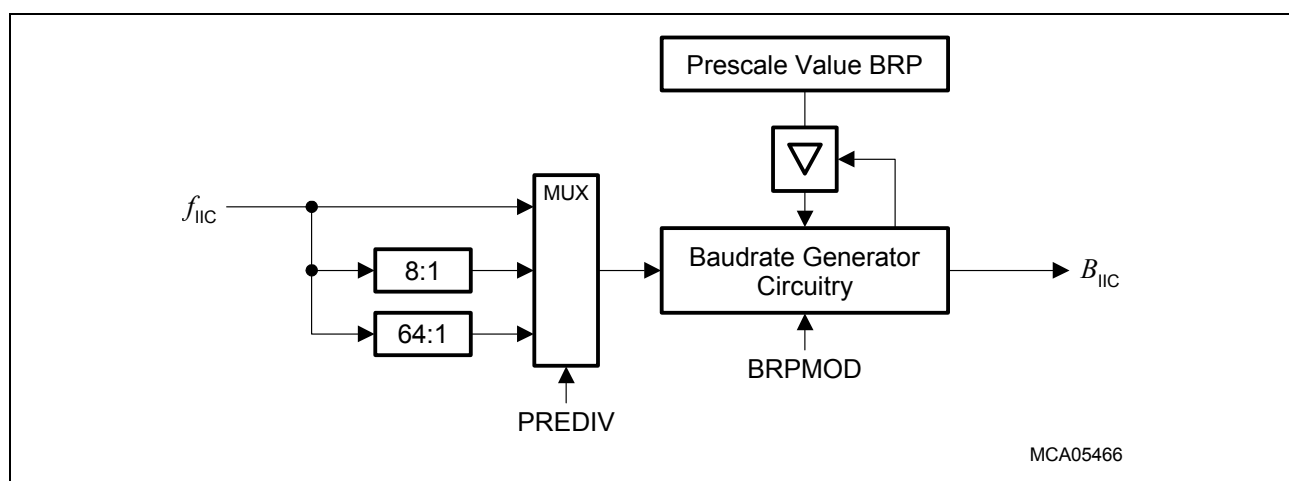 Prescale Value BRP
MUX
f_IIC
8:1
64:1
Baudrate Generator
Circuitry
B_IIC
BRPMOD
PREDIV
MCA05466